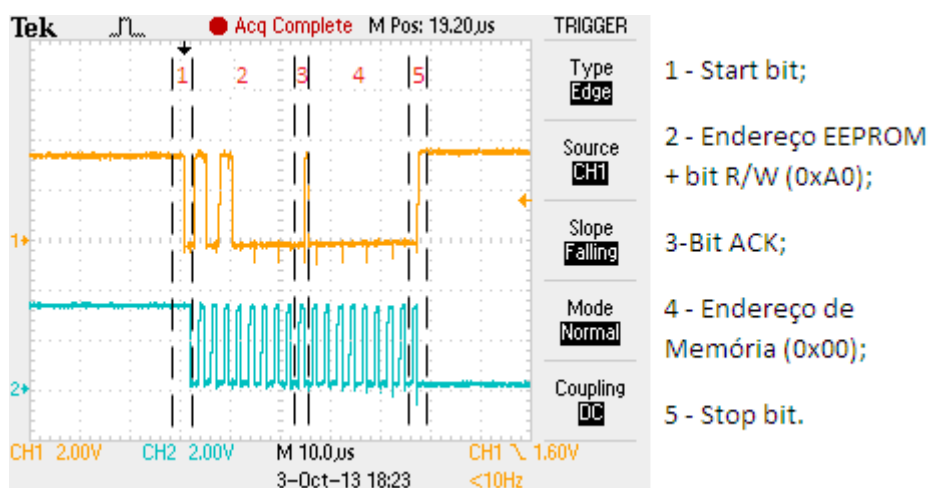 Tek Acq Complete M Pos: 19.20µs TRIGGER
1 2 3 4 5
Type
Edge
Source
CH1
Slope
Falling
Mode
Normal
Coupling
DC
1
2
CH1 2.00V CH2 2.00V M 10.0µs CH1 1.60V
3-Oct-13 18:23 <10Hz
1 - Start bit;
2 - Endereço EEPROM
+ bit R/W (0xA0);
3-Bit ACK;
4 - Endereço de
Memória (0x00);
5 - Stop bit.